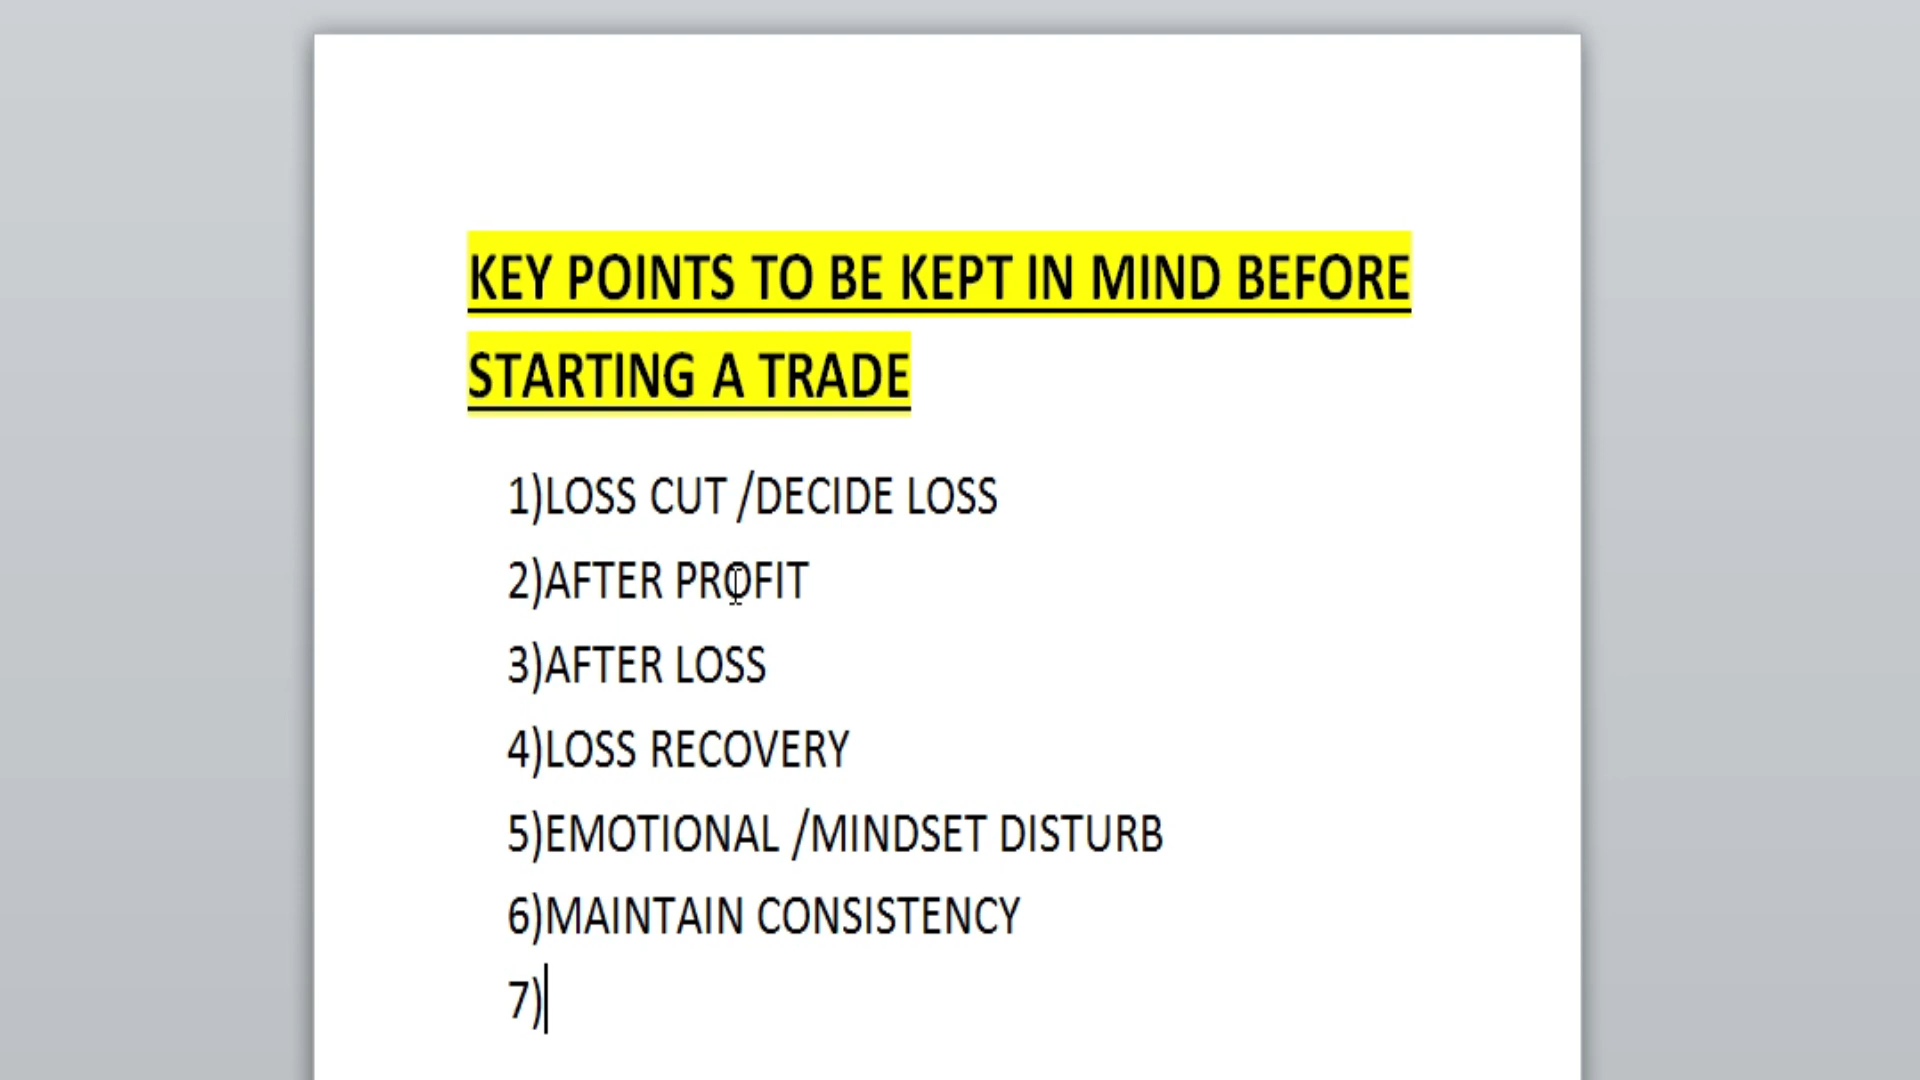 KEY POINTS TO BE KEPT IN MIND BEFORE
STARTING A TRADE
1)LOSS CUT /DECIDE LOSS
2)AFTER PROFIT
3)AFTER LOSS
4)LOSS RECOVERY
5)EMOTIONAL /MINDSET DISTURB
6)MAINTAIN CONSISTENCY
7)